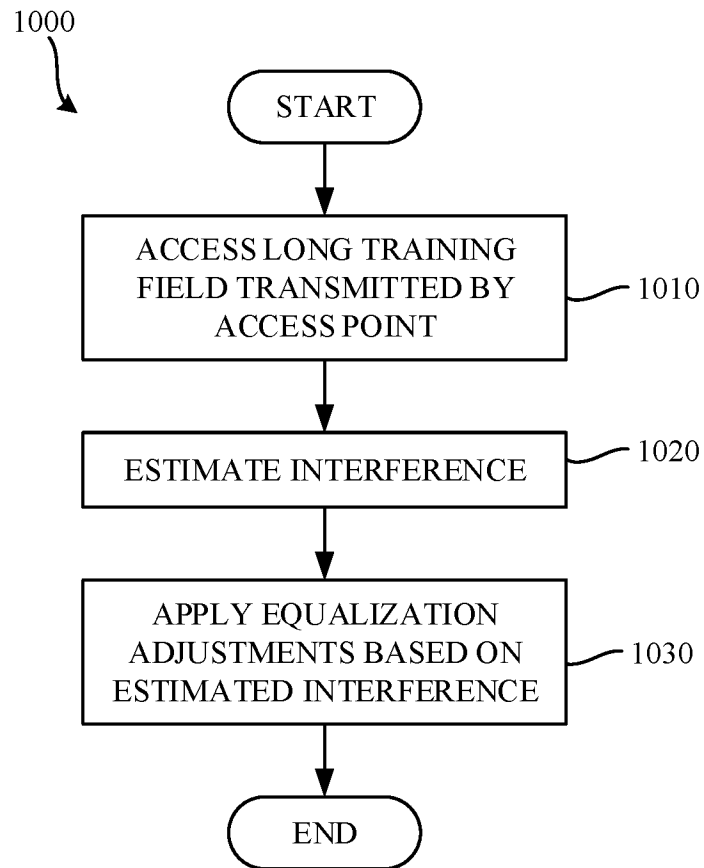 1000
START
ACCESS LONG TRAINING
FIELD TRANSMITTED BY
ACCESS POINT
1010
ESTIMATE INTERFERENCE
1020
APPLY EQUALIZATION
ADJUSTMENTS BASED ON
ESTIMATED INTERFERENCE
1030
END